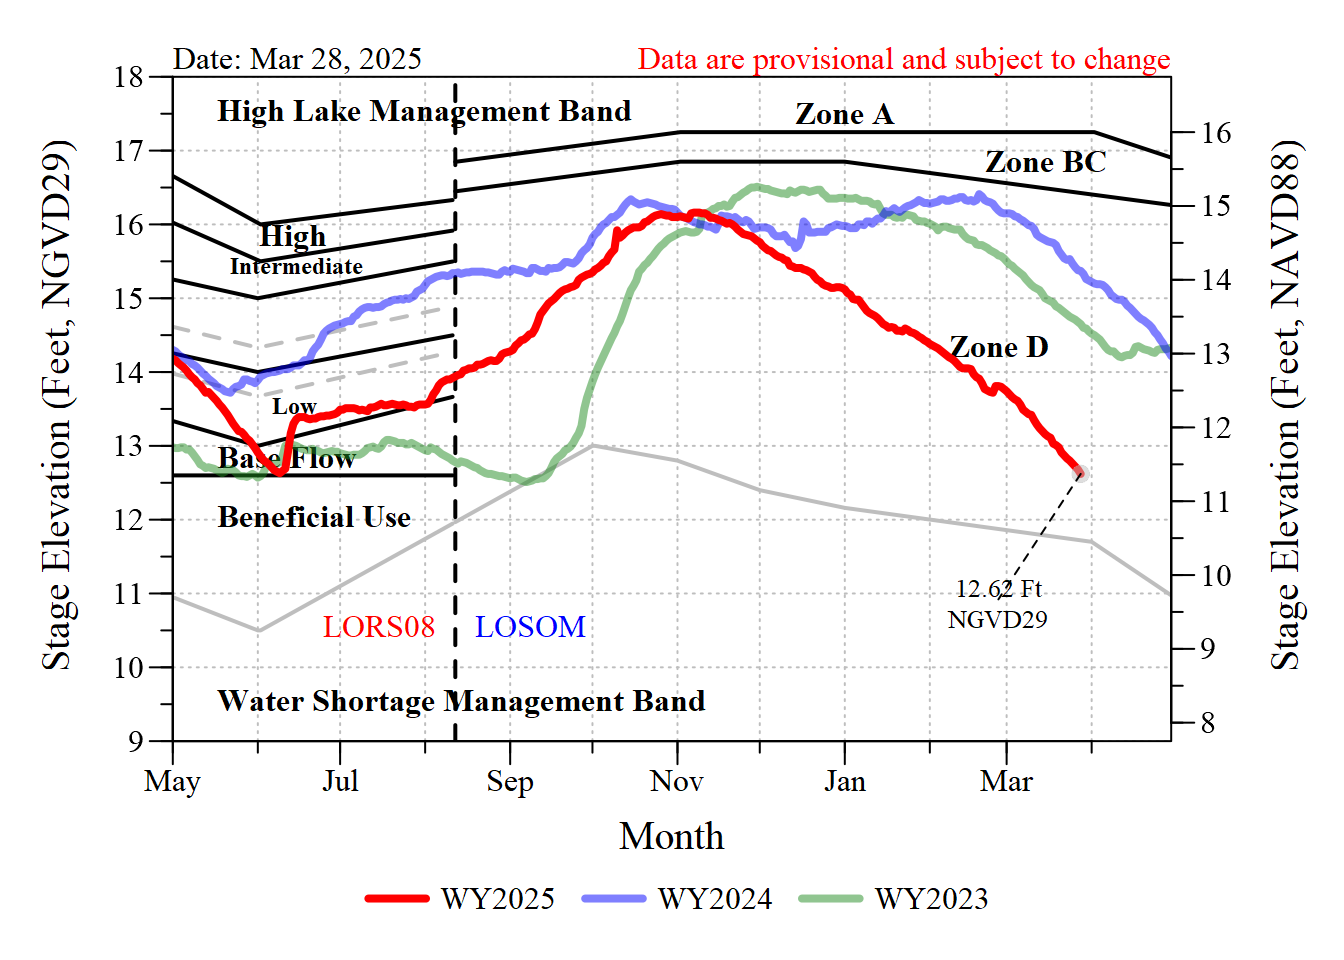 Date: Mar 28, 2025
Data are provisional and subject to change
18
17
16
15
14
13
12
11
10
9
Stage Elevation (Feet, NGVD29)
High Lake Management Band
Zone A
Zone BC
High
Intermediate
Zone D
Low
Base Flow
Beneficial Use
12.62 Ft
NGVD29
LORS08
LOSOM
Water Shortage Management Band
16
15
14
13
12
11
10
9
8
Stage Elevation (Feet, NAVD88)
May
Jul
Sep
Nov
Jan
Mar
Month
WY2025
WY2024
WY2023